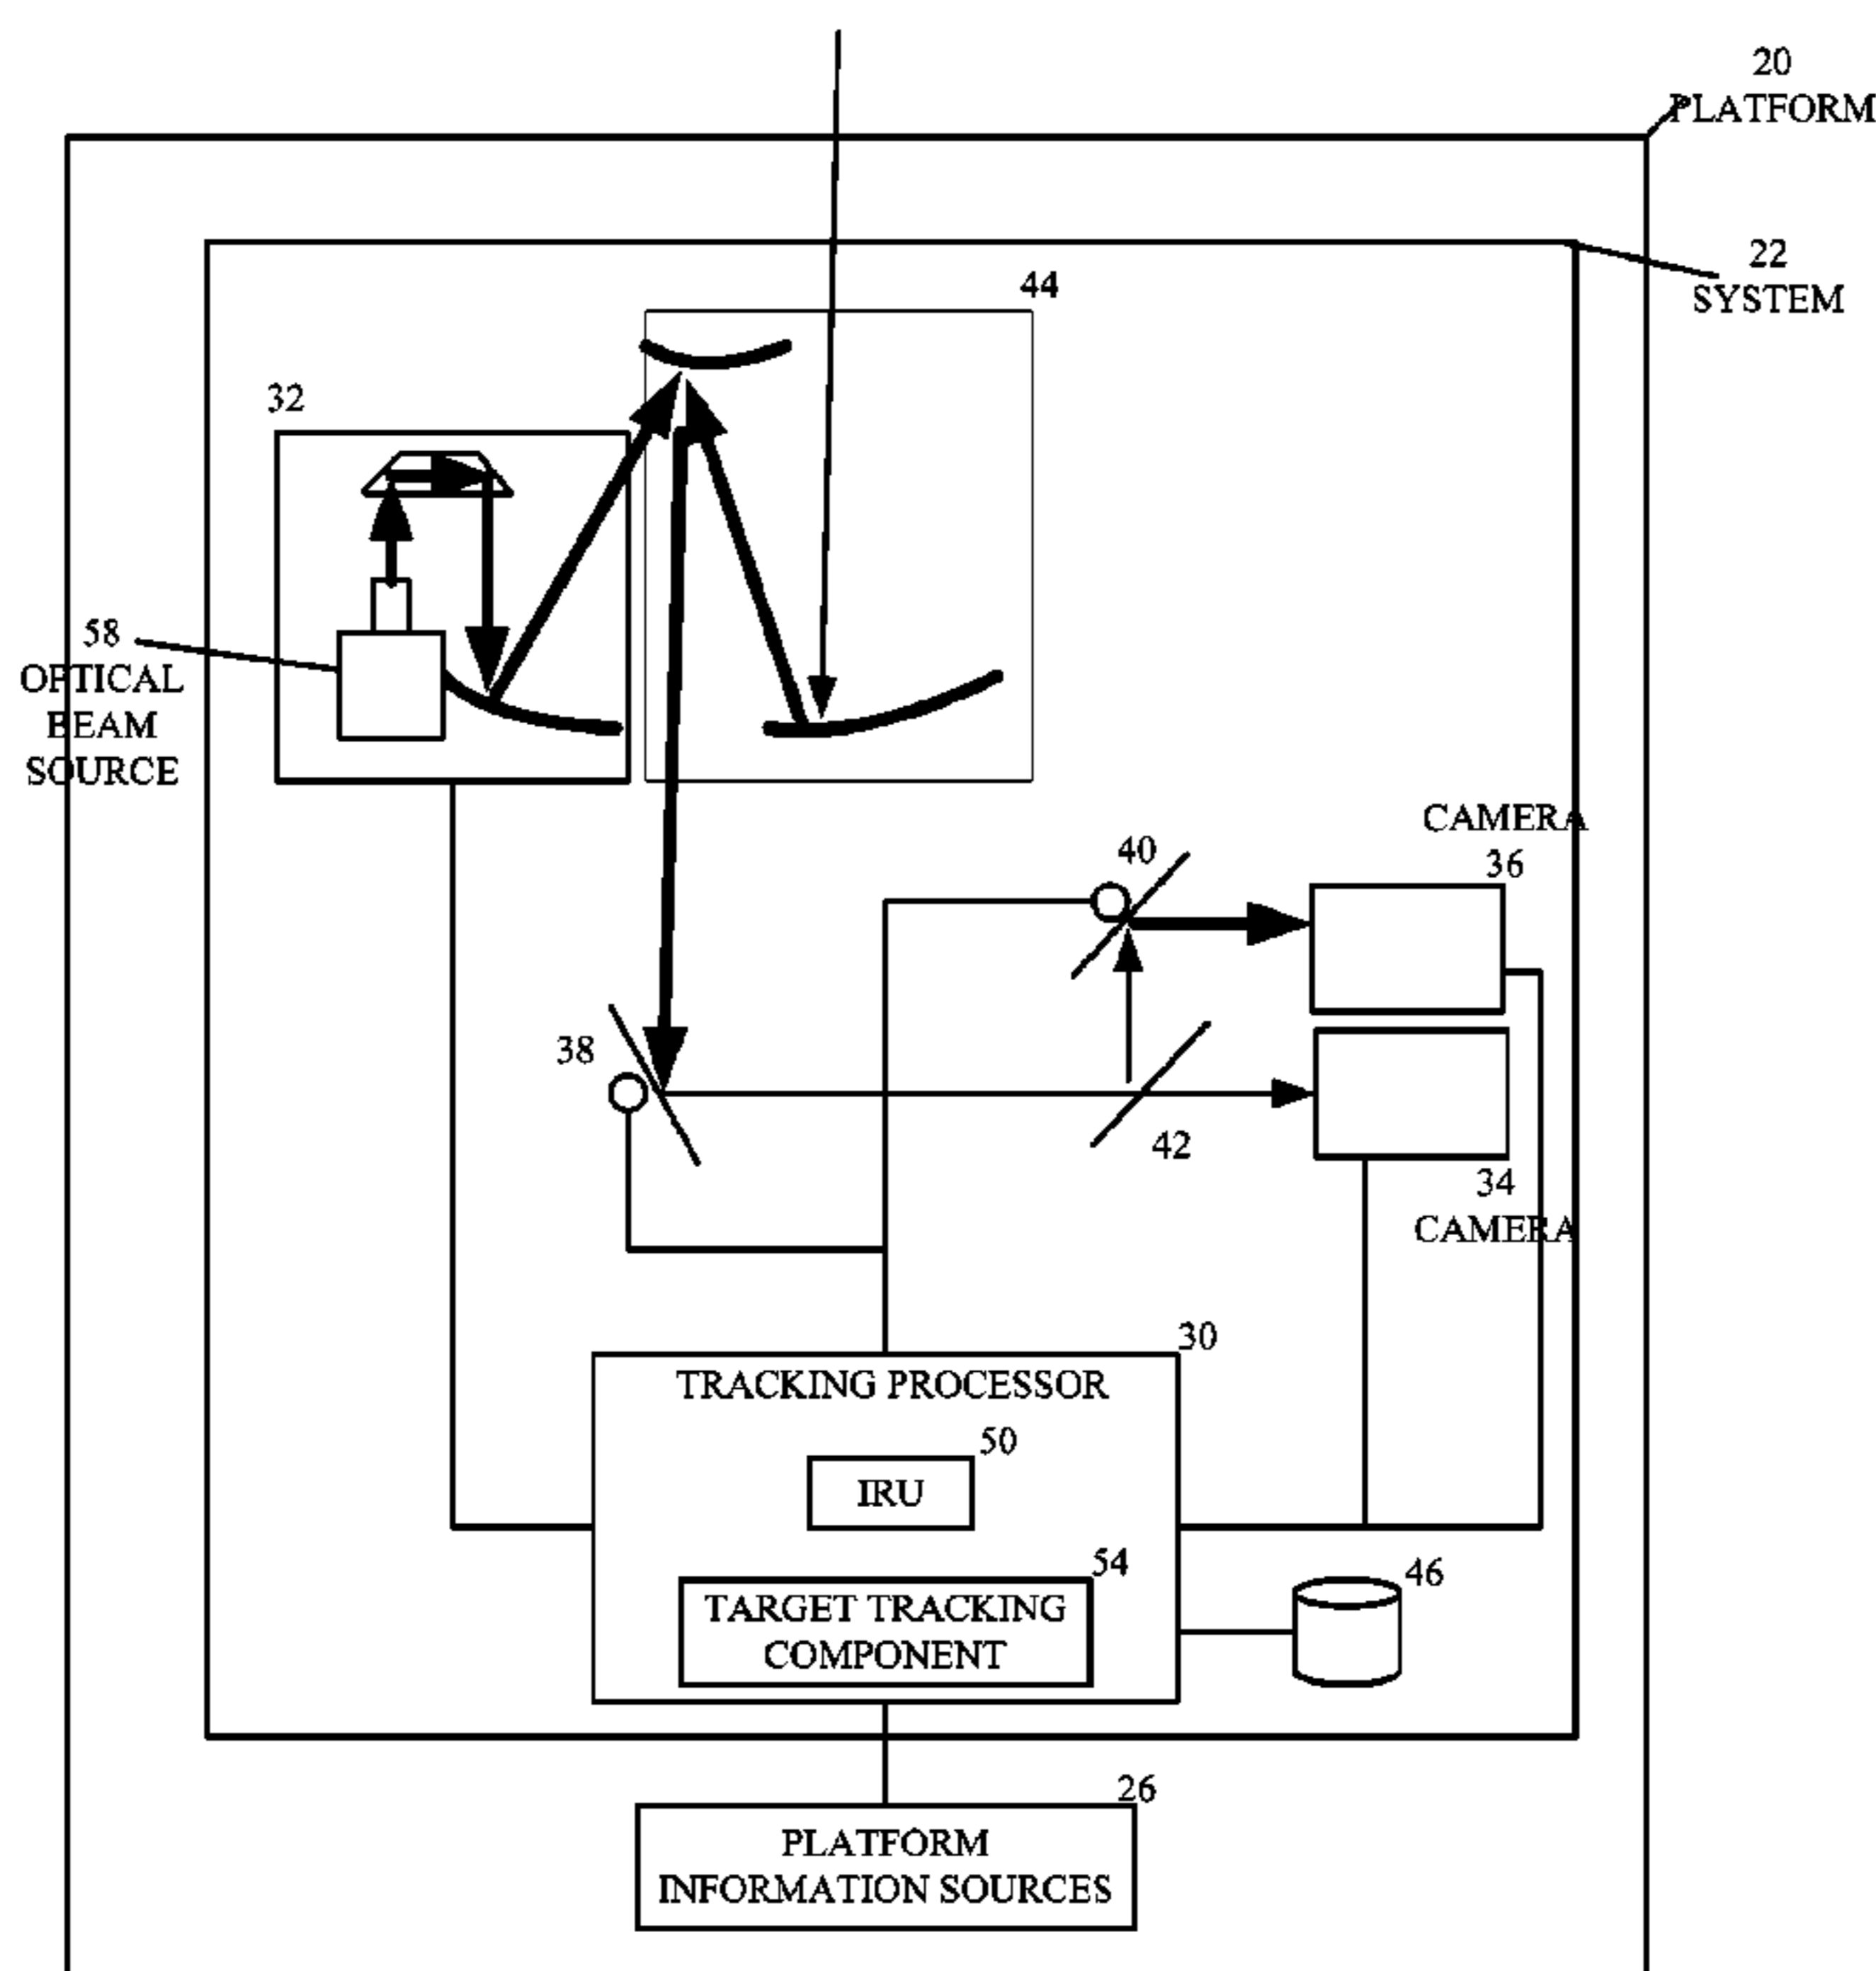 20
PLATFORM
22
SYSTEM
44
32
58
OPTICAL
BEAM
SOURCE
CAMERA
36
40
38
42
34
CAMERA
30
TRACKING PROCESSOR
50
IRU
54
TARGET TRACKING
COMPONENT
46
26
PLATFORM
INFORMATION SOURCES